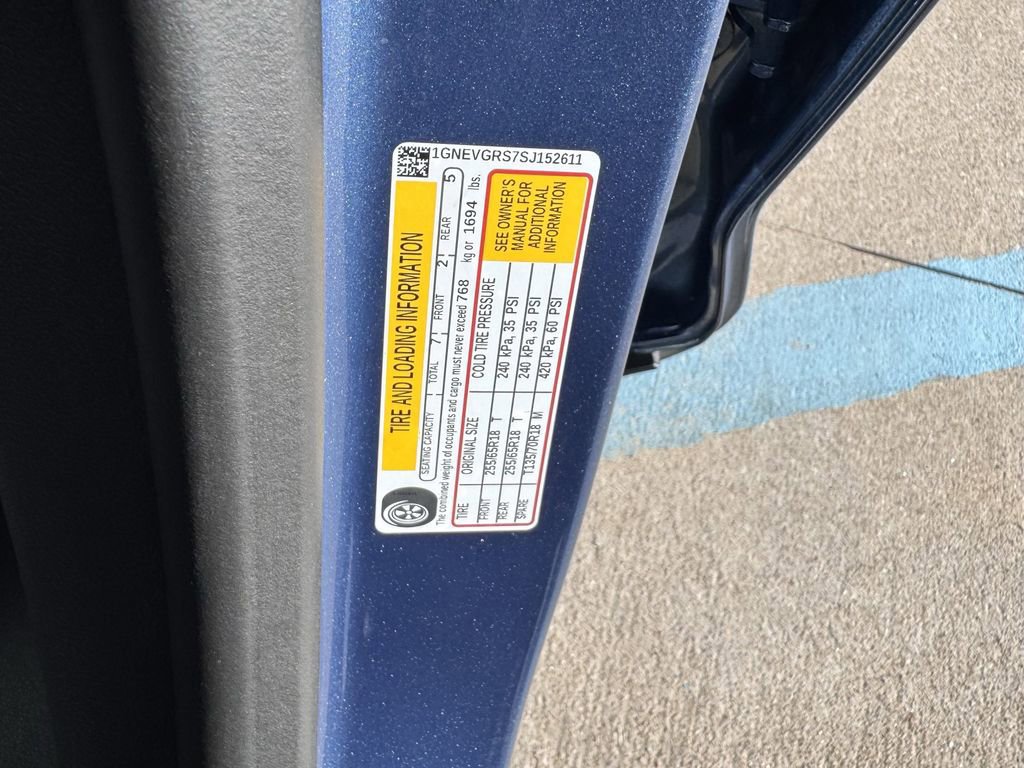 1GNEVGRS7SJ152611
TIRE AND LOADING INFORMATION
SEATING CAPACITY TOTAL 7 FRONT 2 REAR 5
The combined weight of occupants and cargo must never exceed 768 kg or 1694 lbs.
TIRE ORIGINAL SIZE COLD TIRE PRESSURE
FRONT 255/65R18 T 240 kPa, 35 PSI
REAR 255/65R18 T 240 kPa, 35 PSI
SPARE T135/70R18 M 420 kPa, 60 PSI
SEE OWNER'S
MANUAL FOR
ADDITIONAL
INFORMATION